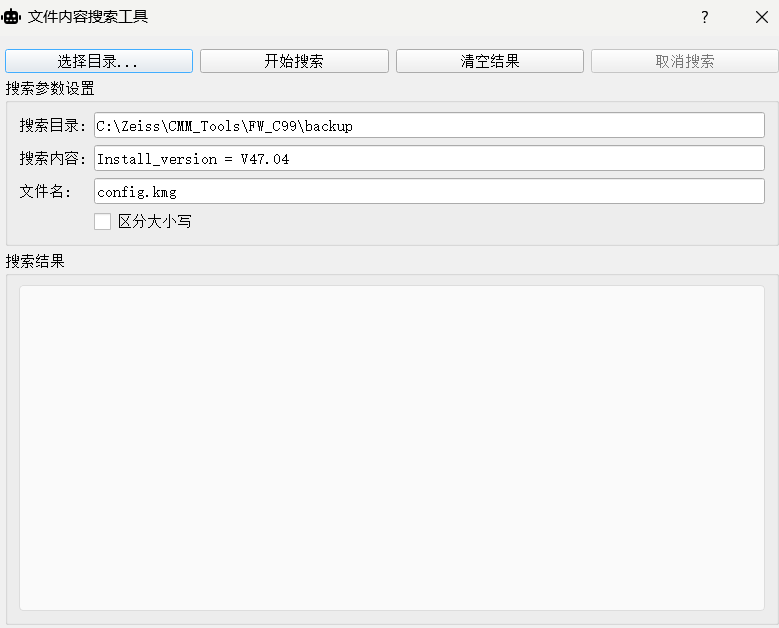 文件内容搜索工具
?
选择目录... 开始搜索 清空结果 取消搜索
搜索参数设置
搜索目录: C:\Zeiss\CMM_Tools\FW_C99\backup
搜索内容: Install_version = V47.04
文件名: config.kmg
区分大小写
搜索结果